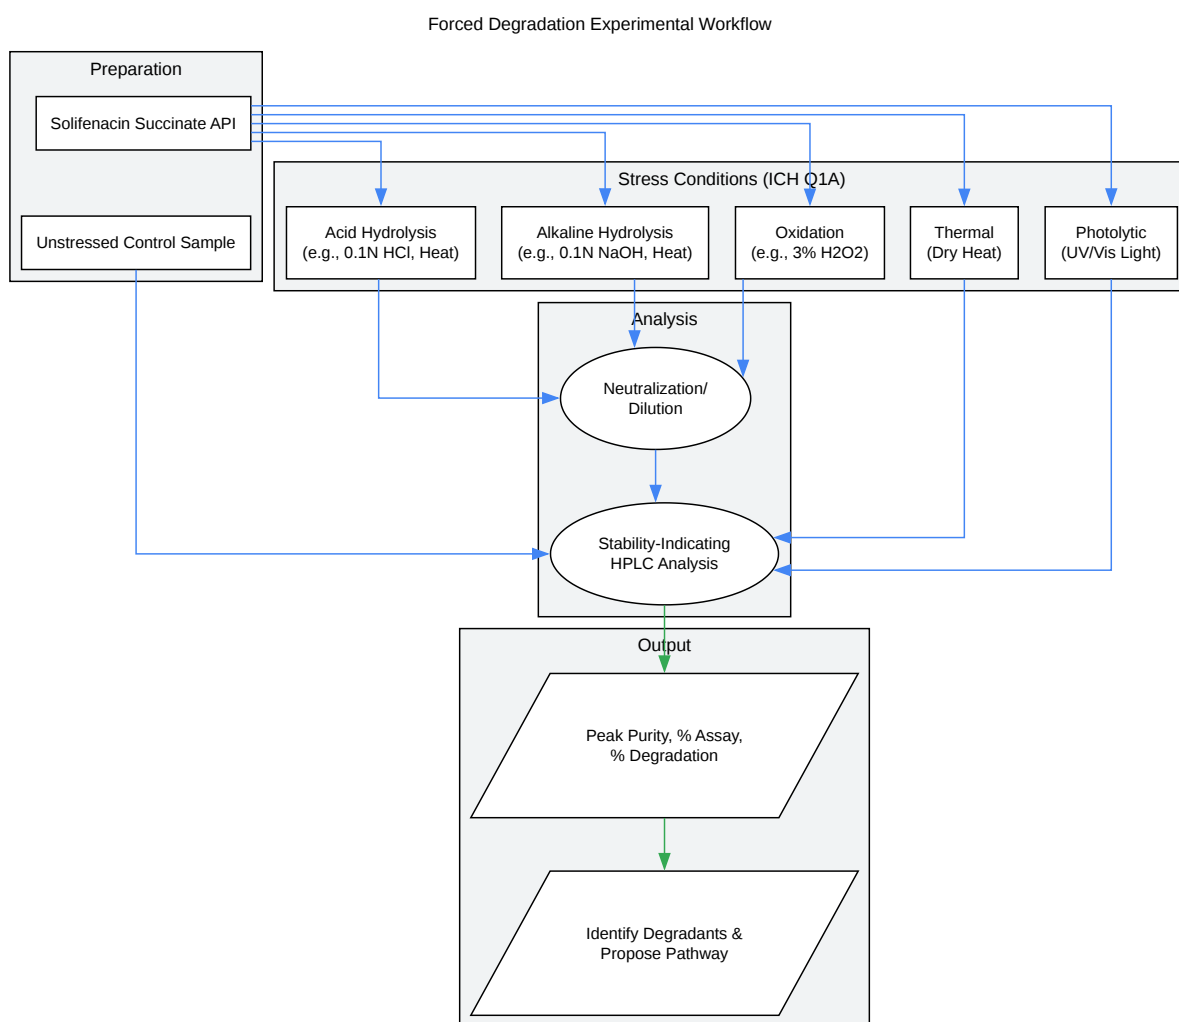 Forced Degradation Experimental Workflow
Preparation
Solifenacin Succinate API
Unstressed Control Sample
Stress Conditions (ICH Q1A)
Acid Hydrolysis
(e.g., 0.1N HCl, Heat)
Alkaline Hydrolysis
(e.g., 0.1N NaOH, Heat)
Oxidation
(e.g., 3% H2O2)
Thermal
(Dry Heat)
Photolytic
(UV/Vis Light)
Analysis
Neutralization/
Dilution
Stability-Indicating
HPLC Analysis
Output
Peak Purity, % Assay,
% Degradation
Identify Degradants &
Propose Pathway